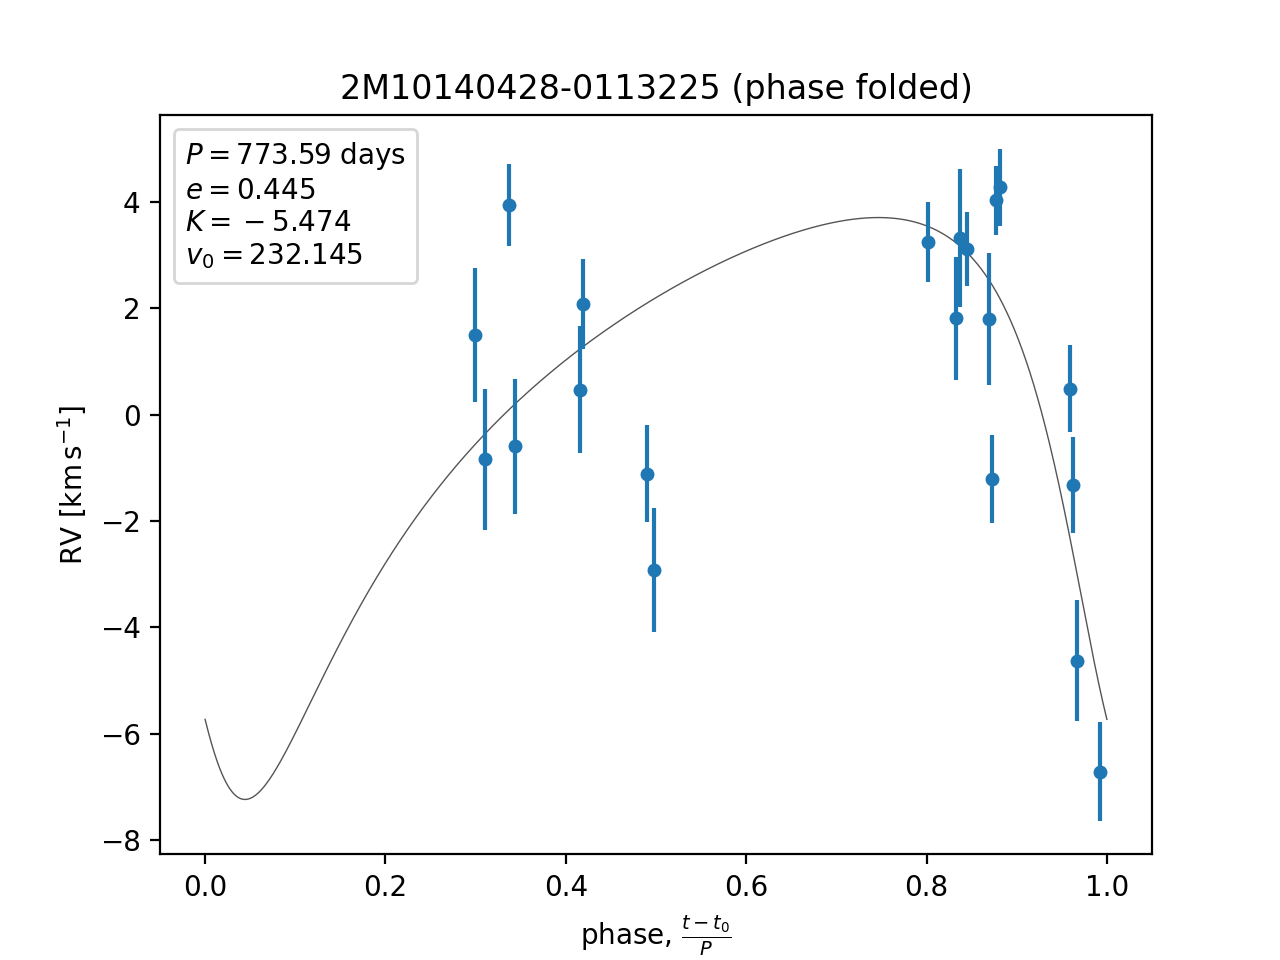 2M10140428-0113225 (phase folded)
P = 773.59 days
e = 0.445
K = − 5.474
v₀ = 232.145
4
2
0
−2
−4
−6
−8
RV [km s⁻¹]
0.0 0.2 0.4 0.6 0.8 1.0
phase, (t − t₀)/P